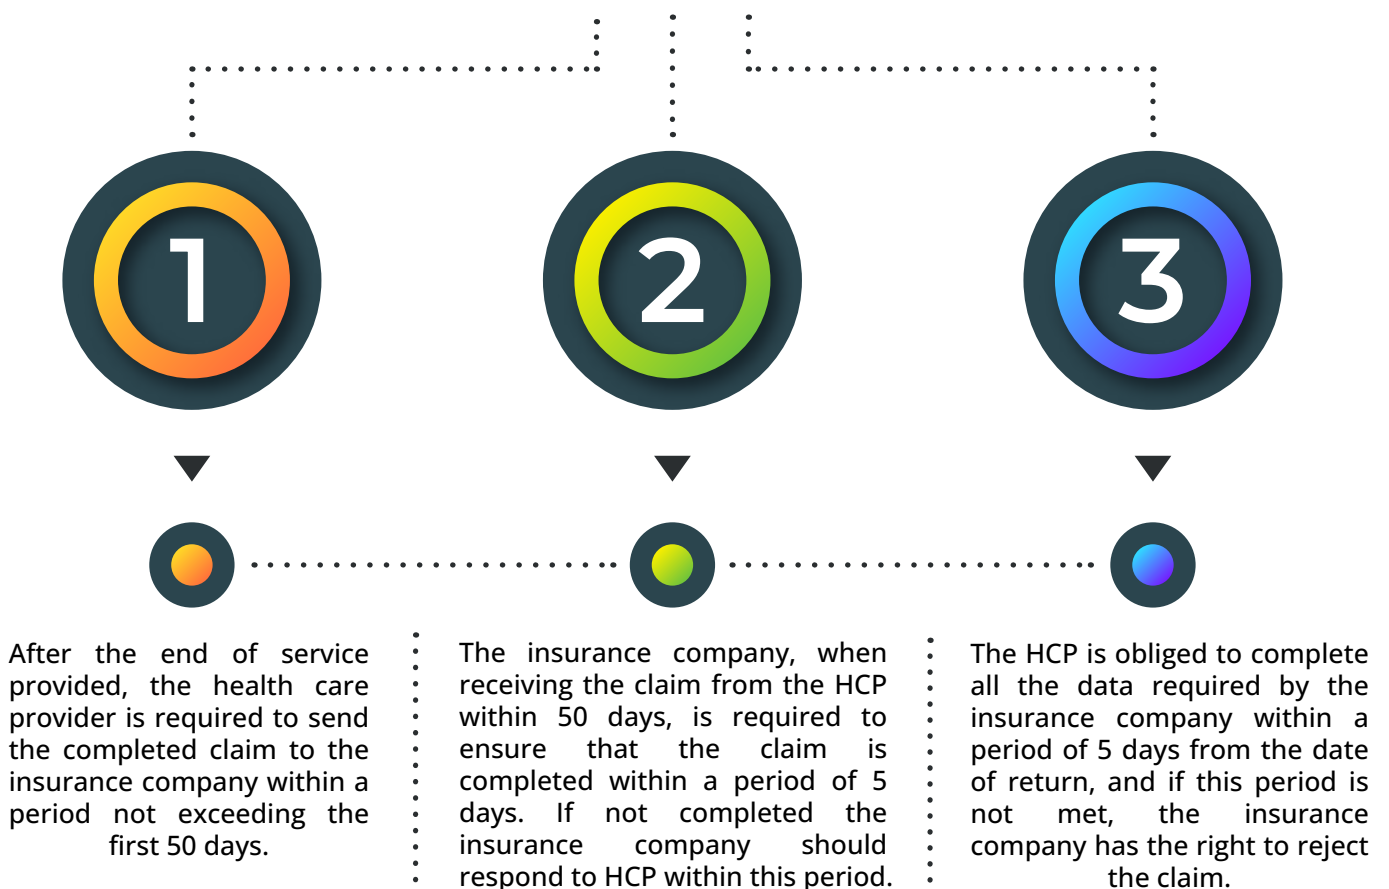 1
2
3
After the end of service
provided, the health care
provider is required to send
the completed claim to the
insurance company within a
period not exceeding the
first 50 days.
The insurance company, when
receiving the claim from the HCP
within 50 days, is required to
ensure that the claim is
completed within a period of 5
days. If not completed the
insurance company should
respond to HCP within this period.
The HCP is obliged to complete
all the data required by the
insurance company within a
period of 5 days from the date
of return, and if this period is
not met, the insurance
company has the right to reject
the claim.